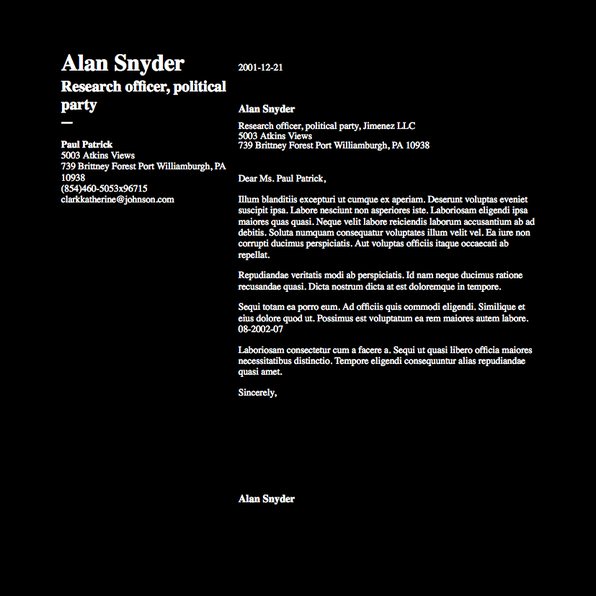 Alan Snyder
Research officer, political
party
—
Paul Patrick
5003 Atkins Views
739 Brittney Forest Port Williamburgh, PA
10938
(854)460-5053x96715
clarkkatherine@johnson.com
2001-12-21
Alan Snyder
Research officer, political party, Jimenez LLC
5003 Atkins Views
739 Brittney Forest Port Williamburgh, PA 10938
Dear Ms. Paul Patrick,
Illum blanditiis excepturi ut cumque ex aperiam. Deserunt voluptas eveniet
suscipit ipsa. Labore nesciunt non asperiores iste. Laboriosam eligendi ipsa
maiores quas quasi. Neque velit labore reiciendis laborum accusantium ab ad
debitis. Soluta numquam consequatur voluptates illum velit vel. Ea iure non
corrupti ducimus perspiciatis. Aut voluptas officiis itaque occaecati ab
repellat.
Repudiandae veritatis modi ab perspiciatis. Id nam neque ducimus ratione
recusandae quasi. Dicta nostrum dicta at est doloremque in tempore.
Sequi totam ea porro eum. Ad officiis quis commodi eligendi. Similique et
eius dolore quod ut. Possimus est voluptatum ea rem maiores autem labore.
08-2002-07
Laboriosam consectetur cum a facere a. Sequi ut quasi libero officia maiores
necessitatibus distinctio. Tempore eligendi consequuntur alias repudiandae
quasi amet.
Sincerely,
Alan Snyder